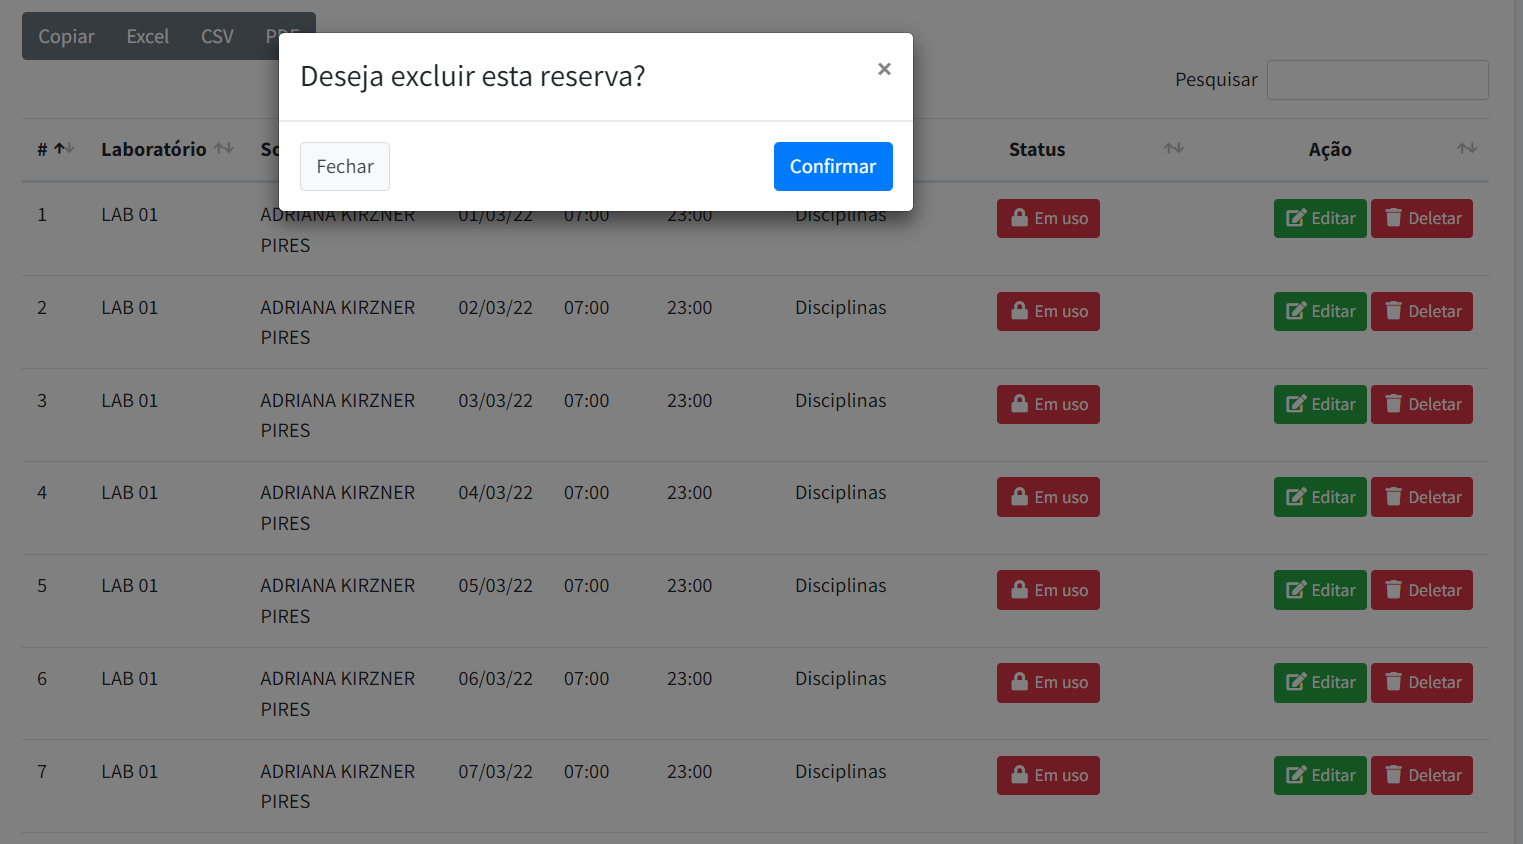 Copiar Excel CSV
Deseja excluir esta reserva? ×
Pesquisar
Fechar Confirmar
# Laboratório Status Ação
1 LAB 01 ADRIANA KIRZNER 01/03/22 07:00 23:00 Disciplinas Em uso Editar Deletar
PIRES
2 LAB 01 ADRIANA KIRZNER 02/03/22 07:00 23:00 Disciplinas Em uso Editar Deletar
PIRES
3 LAB 01 ADRIANA KIRZNER 03/03/22 07:00 23:00 Disciplinas Em uso Editar Deletar
PIRES
4 LAB 01 ADRIANA KIRZNER 04/03/22 07:00 23:00 Disciplinas Em uso Editar Deletar
PIRES
5 LAB 01 ADRIANA KIRZNER 05/03/22 07:00 23:00 Disciplinas Em uso Editar Deletar
PIRES
6 LAB 01 ADRIANA KIRZNER 06/03/22 07:00 23:00 Disciplinas Em uso Editar Deletar
PIRES
7 LAB 01 ADRIANA KIRZNER 07/03/22 07:00 23:00 Disciplinas Em uso Editar Deletar
PIRES